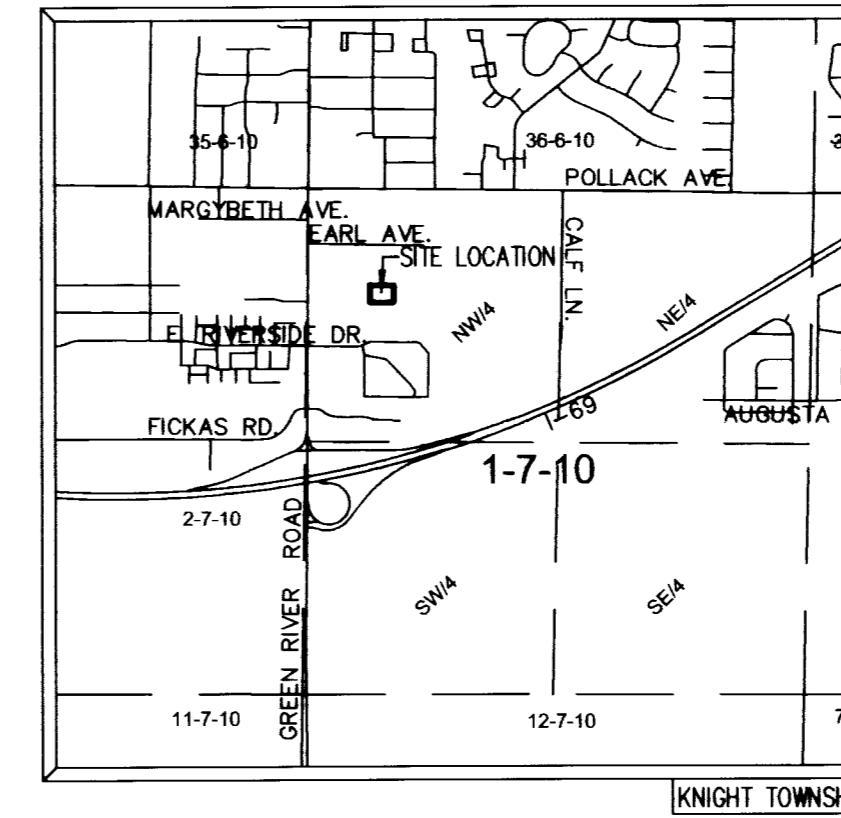 35-6-10
36-6-10
POLLACK AVE.
MARGYBETH AVE.
EARL AVE.
SITE LOCATION
CALF LN.
NW/4
NE/4
E. RIVERSIDE DR.
FICKAS RD.
I-69
AUGUSTA
1-7-10
2-7-10
GREEN RIVER ROAD
SW/4
SE/4
11-7-10
12-7-10
KNIGHT TOWNSH